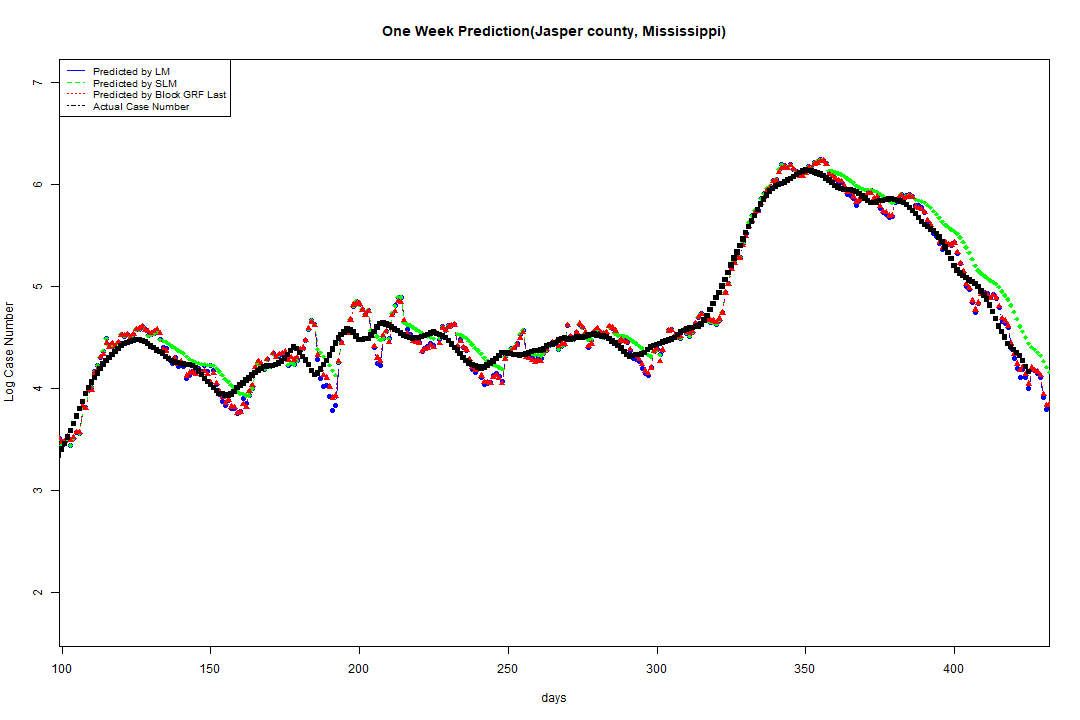 One Week Prediction(Jasper county, Mississippi)
Predicted by LM
Predicted by SLM
Predicted by Block GRF Last
Actual Case Number
7
6
5
4
3
2
Log Case Number
100 150 200 250 300 350 400
days